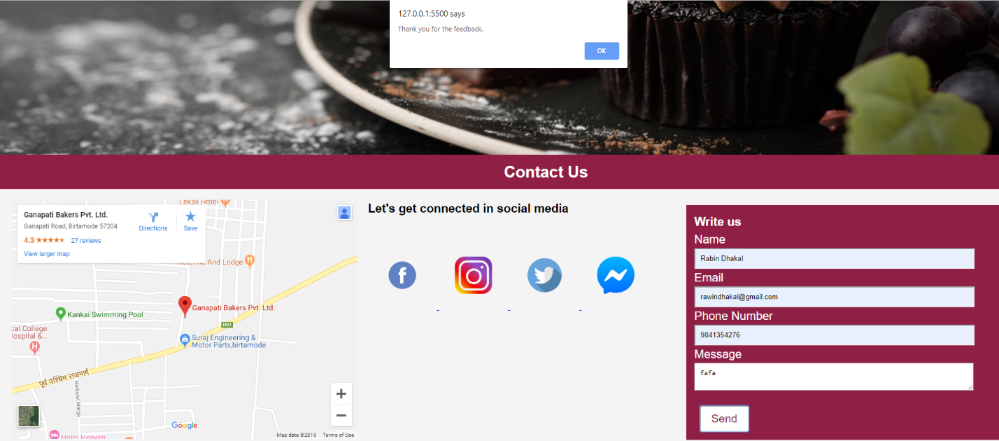 127.0.0.1:5500 says
Thank you for the feedback.
OK
Contact Us
Ganapati Bakers Pvt. Ltd.
Ganapati Road, Birtamode 57204
4.3
27 reviews
View larger map
Directions
Save
Lekali Hotel
And Lodge
Kankai Swimming Pool
Ganapati Bakers Pvt. Ltd.
H01
cal College
Hospital &...
Suraj Engineering &
Motor Parts,birtamode
पूर्व पश्चिम राजमार्ग
Harkalal Marga
Hotel Heaven
Google
Map data ©2019
Terms of Use
+
−
Let's get connected in social media
f
-
-
-
Write us
Name
Rabin Dhakal
Email
rawindhakal@gmail.com
Phone Number
9841354276
Message
fafa
Send